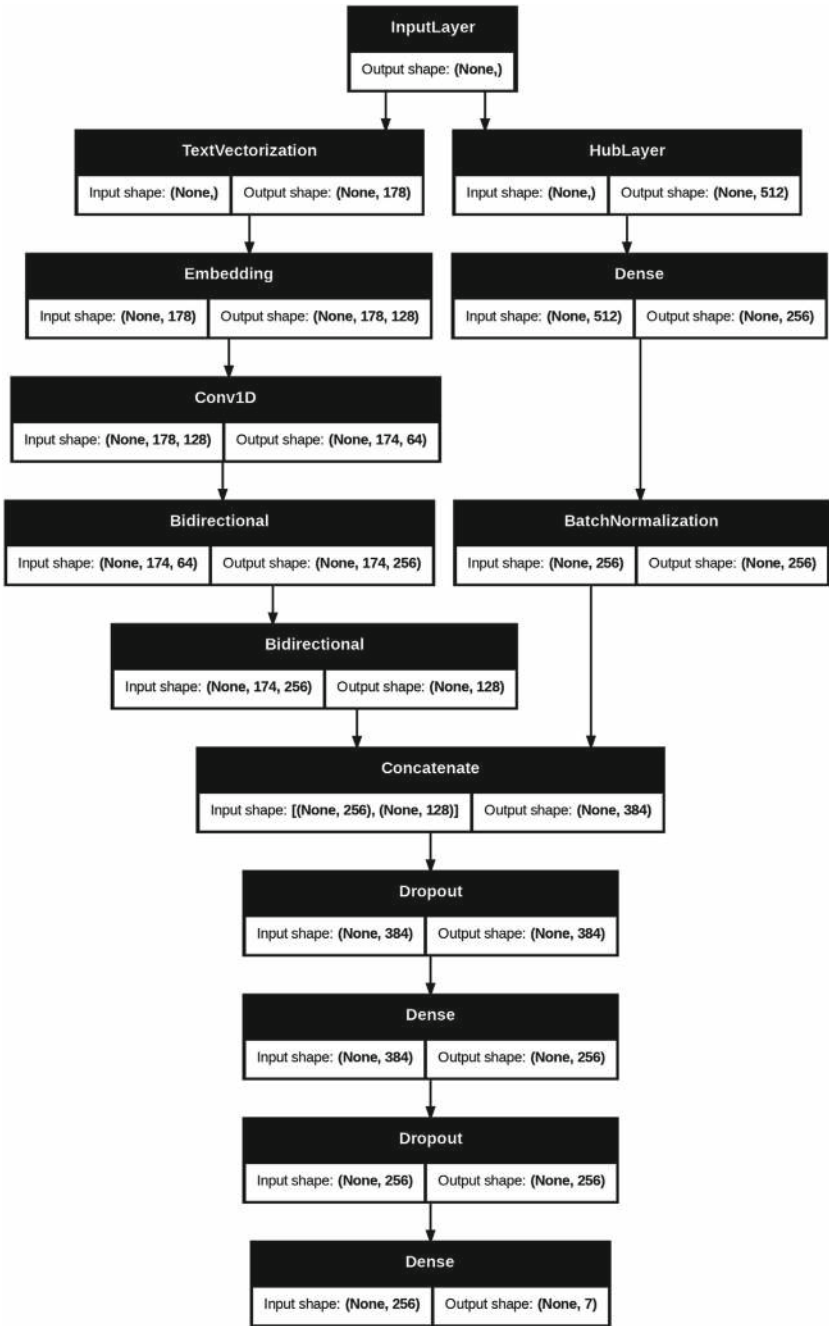 InputLayer
Output shape: (None,)
TextVectorization
Input shape: (None,) Output shape: (None, 178)
HubLayer
Input shape: (None,) Output shape: (None, 512)
Embedding
Input shape: (None, 178) Output shape: (None, 178, 128)
Dense
Input shape: (None, 512) Output shape: (None, 256)
Conv1D
Input shape: (None, 178, 128) Output shape: (None, 174, 64)
Bidirectional
Input shape: (None, 174, 64) Output shape: (None, 174, 256)
BatchNormalization
Input shape: (None, 256) Output shape: (None, 256)
Bidirectional
Input shape: (None, 174, 256) Output shape: (None, 128)
Concatenate
Input shape: [(None, 256), (None, 128)] Output shape: (None, 384)
Dropout
Input shape: (None, 384) Output shape: (None, 384)
Dense
Input shape: (None, 384) Output shape: (None, 256)
Dropout
Input shape: (None, 256) Output shape: (None, 256)
Dense
Input shape: (None, 256) Output shape: (None, 7)